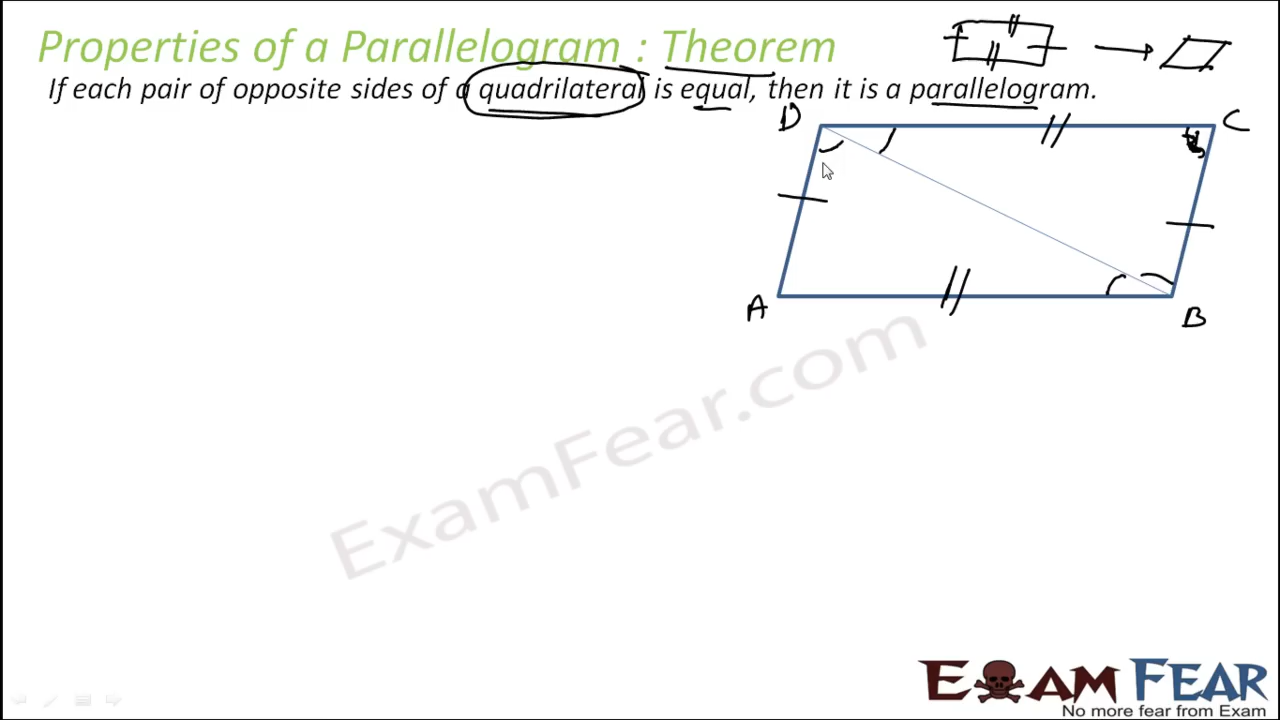 Properties of a Parallelogram : Theorem
If each pair of opposite sides of a quadrilateral is equal, then it is a parallelogram.
D
C
A
B
ExamFear.com
EXAM FEAR
No more fear from Exam